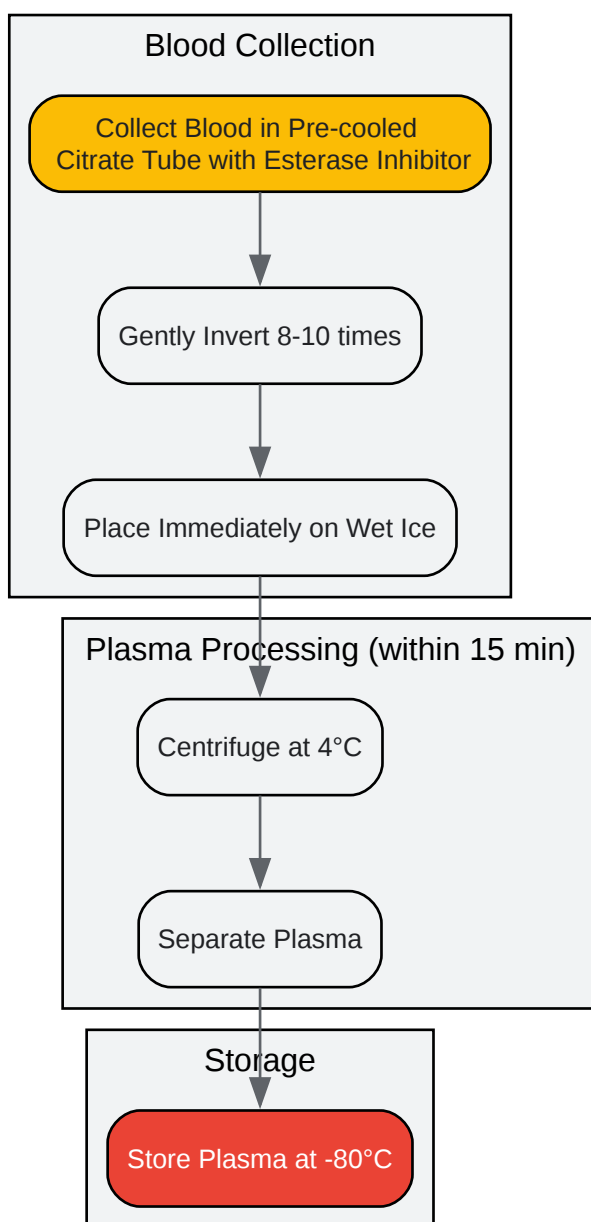 Blood Collection
Collect Blood in Pre-cooled
Citrate Tube with Esterase Inhibitor
Gently Invert 8-10 times
Place Immediately on Wet Ice
Plasma Processing (within 15 min)
Centrifuge at 4°C
Separate Plasma
Storage
Store Plasma at -80°C